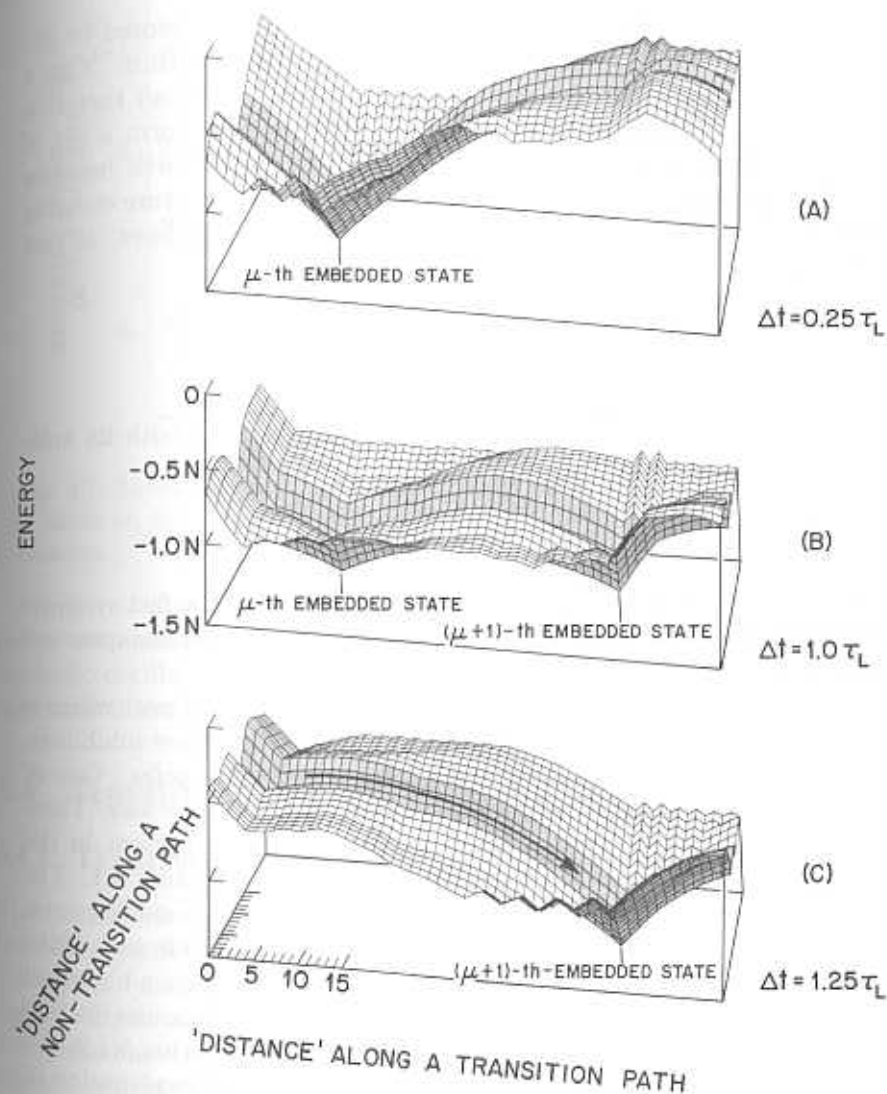 (A)
μ-th EMBEDDED STATE
Δt=0.25 τL
ENERGY
0
-0.5N
-1.0N
-1.5N
(B)
μ-th EMBEDDED STATE
(μ+1)-th EMBEDDED STATE
Δt=1.0 τL
(C)
(μ+1)-th-EMBEDDED STATE
Δt=1.25 τL
0 5 10 15
'DISTANCE' ALONG A
NON-TRANSITION PATH
'DISTANCE' ALONG A TRANSITION PATH